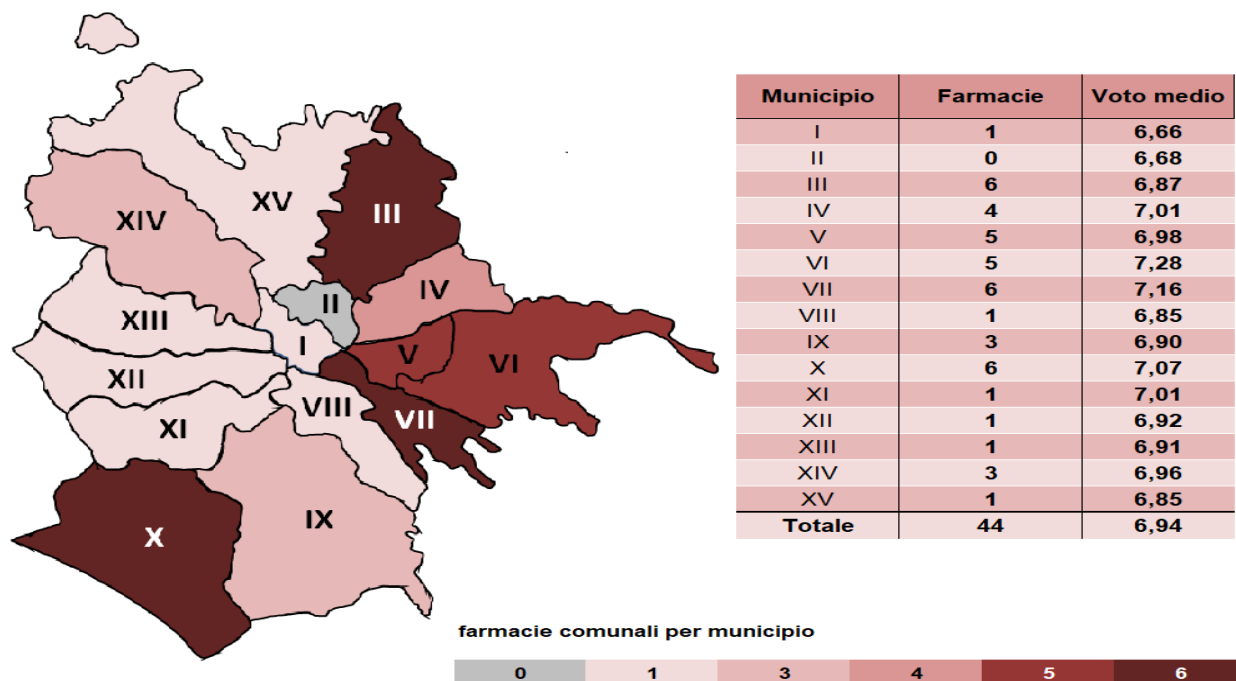 XV
III
XIV
II
IV
XIII
I
V
VI
XII
VIII
VII
XI
IX
X
Municipio Farmacie Voto medio
I 1 6,66
II 0 6,68
III 6 6,87
IV 4 7,01
V 5 6,98
VI 5 7,28
VII 6 7,16
VIII 1 6,85
IX 3 6,90
X 6 7,07
XI 1 7,01
XII 1 6,92
XIII 1 6,91
XIV 3 6,96
XV 1 6,85
Totale 44 6,94
farmacie comunali per municipio
0 1 3 4 5 6